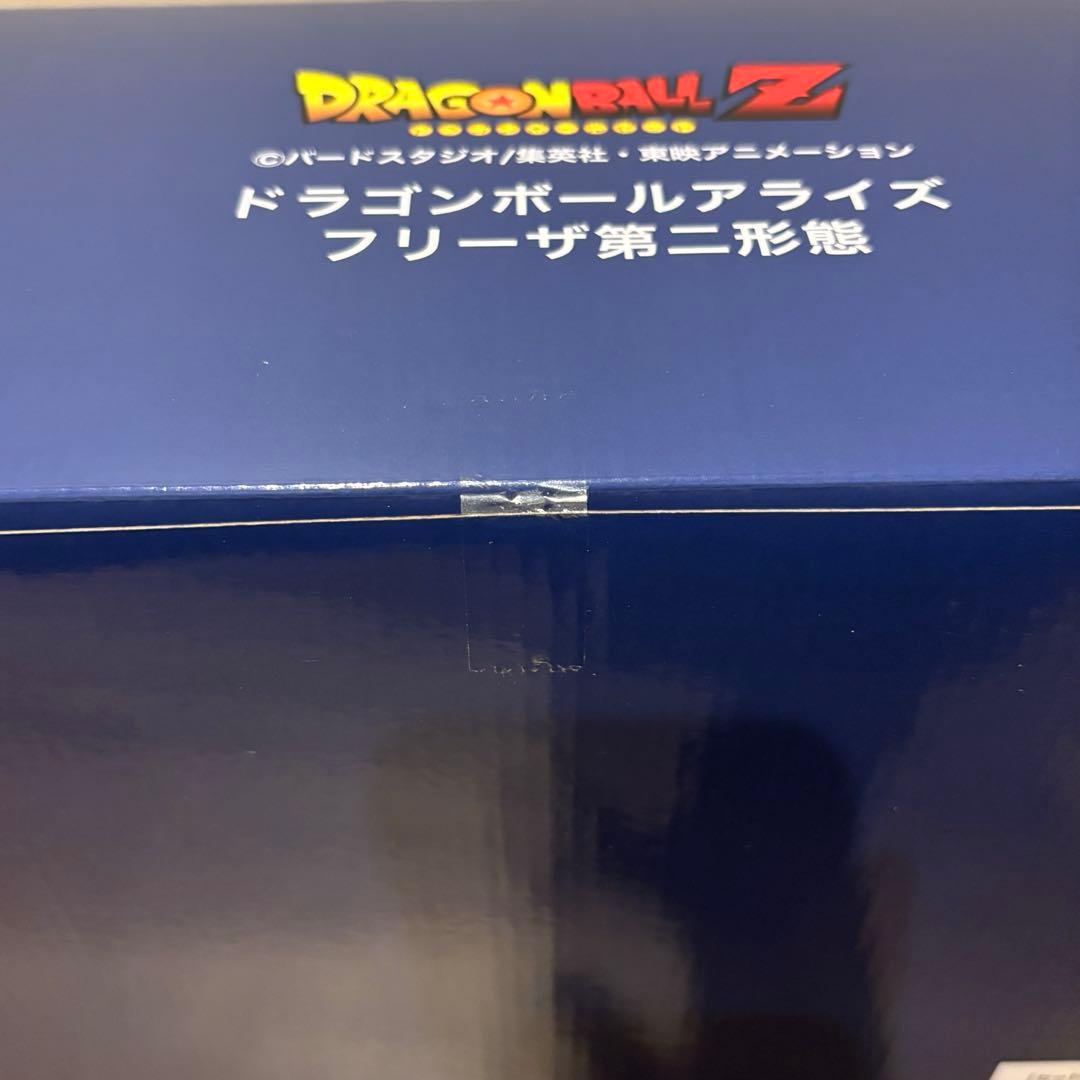 DRAGONBALL Z
©バードスタジオ/集英社・東映アニメーション
ドラゴンボールアライズ
フリーザ第二形態